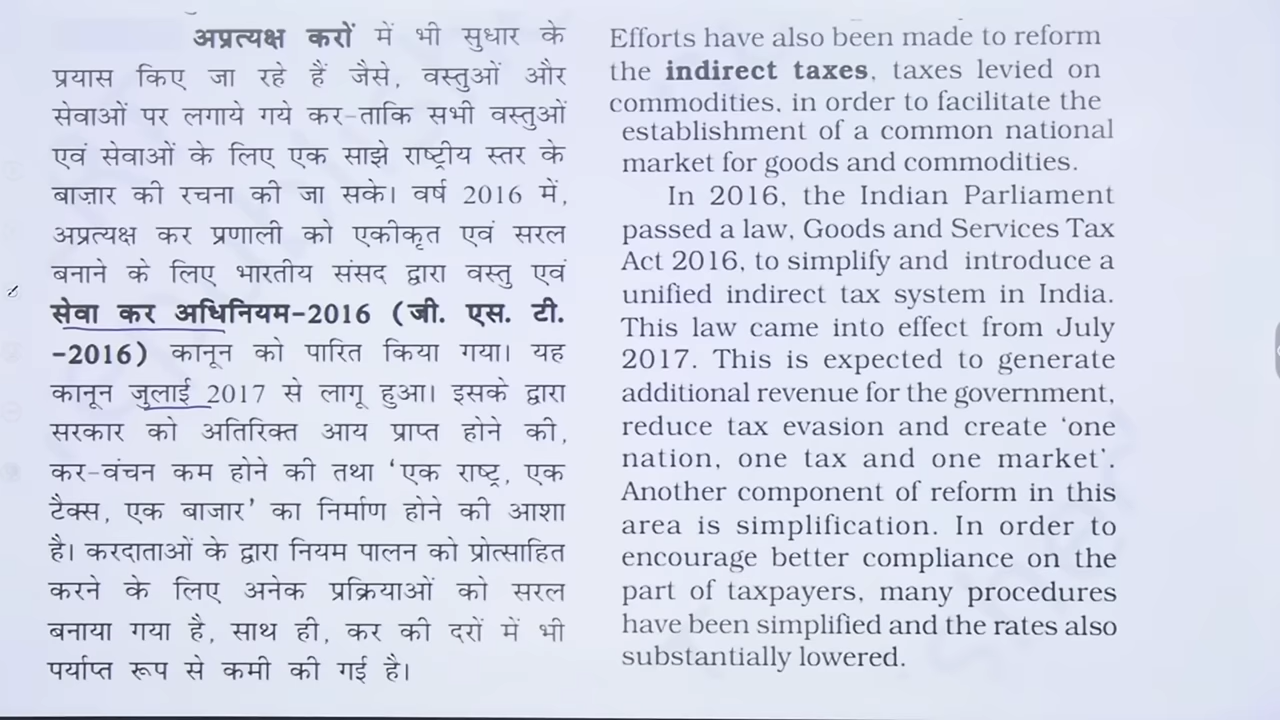 अप्रत्यक्ष करों में भी सुधार के
प्रयास किए जा रहे हैं जैसे, वस्तुओं और
सेवाओं पर लगाये गये कर-ताकि सभी वस्तुओं
एवं सेवाओं के लिए एक साझे राष्ट्रीय स्तर के
बाज़ार की रचना की जा सके। वर्ष 2016 में,
अप्रत्यक्ष कर प्रणाली को एकीकृत एवं सरल
बनाने के लिए भारतीय संसद द्वारा वस्तु एवं
सेवा कर अधिनियम-2016 (जी. एस. टी.
-2016) कानून को पारित किया गया। यह
कानून जुलाई 2017 से लागू हुआ। इसके द्वारा
सरकार को अतिरिक्त आय प्राप्त होने की,
कर-वंचन कम होने की तथा ‘एक राष्ट्र, एक
टैक्स, एक बाजार’ का निर्माण होने की आशा
है। करदाताओं के द्वारा नियम पालन को प्रोत्साहित
करने के लिए अनेक प्रक्रियाओं को सरल
बनाया गया है, साथ ही, कर की दरों में भी
पर्याप्त रूप से कमी की गई है।
Efforts have also been made to reform
the indirect taxes, taxes levied on
commodities, in order to facilitate the
establishment of a common national
market for goods and commodities.
In 2016, the Indian Parliament
passed a law, Goods and Services Tax
Act 2016, to simplify and introduce a
unified indirect tax system in India.
This law came into effect from July
2017. This is expected to generate
additional revenue for the government,
reduce tax evasion and create ‘one
nation, one tax and one market’.
Another component of reform in this
area is simplification. In order to
encourage better compliance on the
part of taxpayers, many procedures
have been simplified and the rates also
substantially lowered.